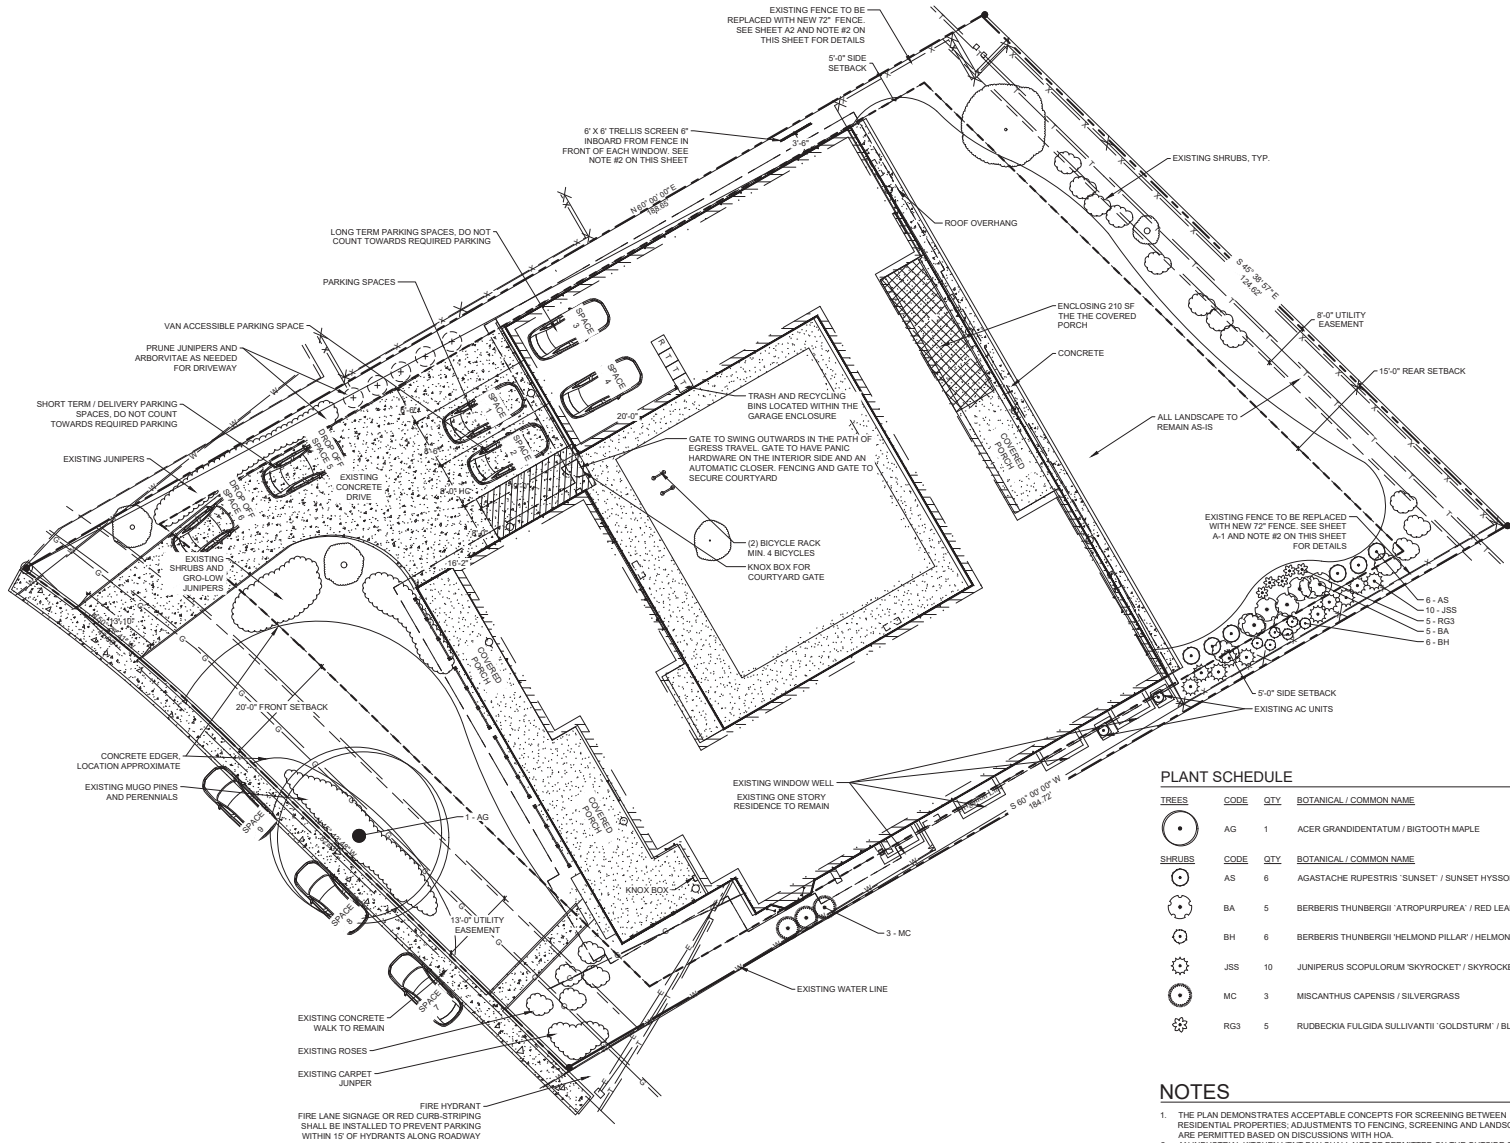 EXISTING FENCE TO BE
REPLACED WITH NEW 72" FENCE.
SEE SHEET A2 AND NOTE #2 ON
THIS SHEET FOR DETAILS
5'-0" SIDE
SETBACK
6' X 6' TRELLIS SCREEN 6"
INBOARD FROM FENCE IN
FRONT OF EACH WINDOW. SEE
NOTE #2 ON THIS SHEET
3'-6"
EXISTING SHRUBS, TYP.
N 60° 00' 00" E
188.65'
ROOF OVERHANG
LONG TERM PARKING SPACES, DO NOT
COUNT TOWARDS REQUIRED PARKING
S 45° 38' 57" E
124.62'
PARKING SPACES
SPACE
3
ENCLOSING 210 SF
THE THE COVERED
PORCH
8'-0" UTILITY
EASEMENT
VAN ACCESSIBLE PARKING SPACE
PRUNE JUNIPERS AND
ARBORVITAE AS NEEDED
FOR DRIVEWAY
R
T
T
T
CONCRETE
SPACE
4
15'-0" REAR SETBACK
SHORT TERM / DELIVERY PARKING
SPACES, DO NOT COUNT
TOWARDS REQUIRED PARKING
SPACE
1
TRASH AND RECYCLING
BINS LOCATED WITHIN THE
GARAGE ENCLOSURE
20'-0"
ALL LANDSCAPE TO
REMAIN AS-IS
SPACE
2
GATE TO SWING OUTWARDS IN THE PATH OF
EGRESS TRAVEL. GATE TO HAVE PANIC
HARDWARE ON THE INTERIOR SIDE AND AN
AUTOMATIC CLOSER. FENCING AND GATE TO
SECURE COURTYARD
COVERED
PORCH
EXISTING JUNIPERS
DROP OFF
SPACE 5
EXISTING
CONCRETE
DRIVE
DROP OFF
SPACE 6
8'-0" HC
EXISTING FENCE TO BE REPLACED
WITH NEW 72" FENCE. SEE SHEET
A-1 AND NOTE #2 ON THIS SHEET
FOR DETAILS
(2) BICYCLE RACK
MIN. 4 BICYCLES
KNOX BOX FOR
COURTYARD GATE
16'-2"
EXISTING
SHRUBS AND
GRO-LOW
JUNIPERS
6 - AS
10 - JSS
5 - RG3
5 - BA
6 - BH
13'-10"
COVERED
PORCH
5'-0" SIDE SETBACK
EXISTING AC UNITS
20'-0" FRONT SETBACK
CONCRETE EDGER,
LOCATION APPROXIMATE
EXISTING MUGO PINES
AND PERENNIALS
EXISTING WINDOW WELL
EXISTING ONE STORY
RESIDENCE TO REMAIN
S 60° 00' 00" W
184.72'
COVERED
PORCH
1 - AG
SPACE
9
KNOX BOX
SPACE
8
13'-0" UTILITY
EASEMENT
3 - MC
SPACE
7
EXISTING WATER LINE
EXISTING CONCRETE
WALK TO REMAIN
EXISTING ROSES
EXISTING CARPET
JUNPER
FIRE HYDRANT
FIRE LANE SIGNAGE OR RED CURB-STRIPING
SHALL BE INSTALLED TO PREVENT PARKING
WITHIN 15' OF HYDRANTS ALONG ROADWAY
PLANT SCHEDULE
TREES CODE QTY BOTANICAL / COMMON NAME
AG 1 ACER GRANDIDENTATUM / BIGTOOTH MAPLE
SHRUBS CODE QTY BOTANICAL / COMMON NAME
AS 6 AGASTACHE RUPESTRIS `SUNSET` / SUNSET HYSSO
BA 5 BERBERIS THUNBERGII `ATROPURPUREA` / RED LEA
BH 6 BERBERIS THUNBERGII 'HELMOND PILLAR' / HELMON
JSS 10 JUNIPERUS SCOPULORUM 'SKYROCKET' / SKYROCKE
MC 3 MISCANTHUS CAPENSIS / SILVERGRASS
RG3 5 RUDBECKIA FULGIDA SULLIVANTII `GOLDSTURM` / BL
NOTES
1. THE PLAN DEMONSTRATES ACCEPTABLE CONCEPTS FOR SCREENING BETWEEN
RESIDENTIAL PROPERTIES; ADJUSTMENTS TO FENCING, SCREENING AND LANDSC
ARE PERMITTED BASED ON DISCUSSIONS WITH HOA.